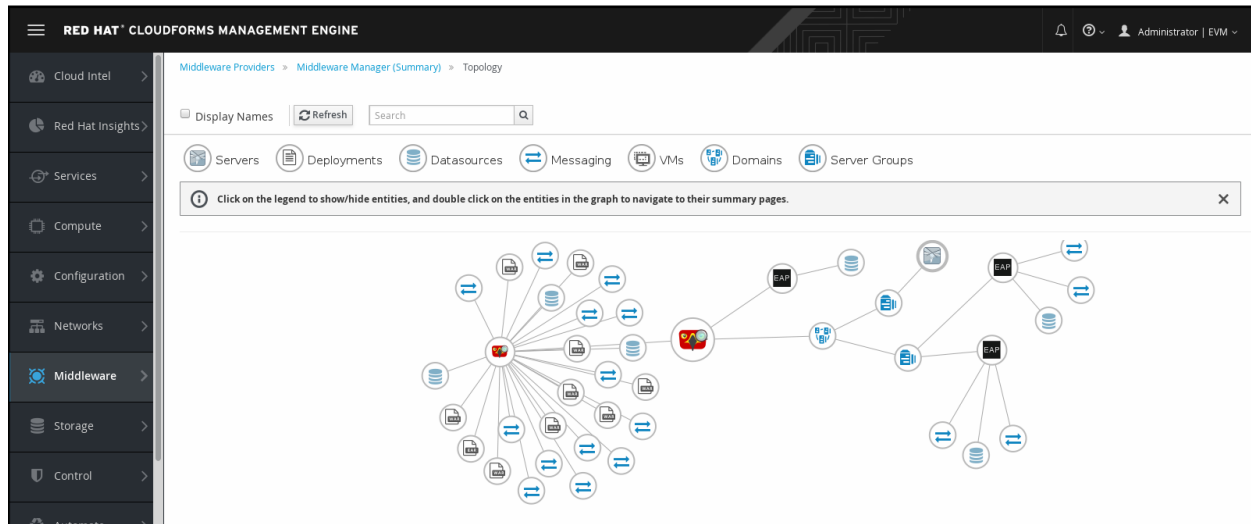 RED HAT® CLOUDFORMS MANAGEMENT ENGINE
Administrator | EVM
Cloud Intel
Red Hat Insights
Services
Compute
Configuration
Networks
Middleware
Storage
Control
Automate
Middleware Providers » Middleware Manager (Summary) » Topology
Display Names Refresh Search
Servers Deployments Datasources Messaging VMs Domains Server Groups
Click on the legend to show/hide entities, and double click on the entities in the graph to navigate to their summary pages.
EAP
EAP
EAP